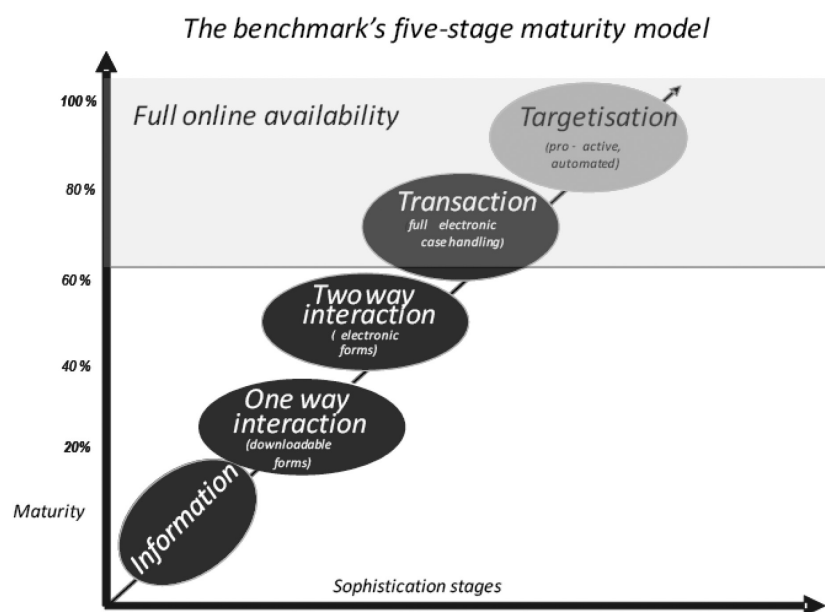 The benchmark's five-stage maturity model
100 %
Full online availability
Targetisation
(pro - active,
automated)
80 %
Transaction
full electronic
case handling)
60 %
Two way
interaction
( electronic
forms)
40 %
One way
interaction
(downloadable
forms)
20%
Information
Maturity
Sophistication stages